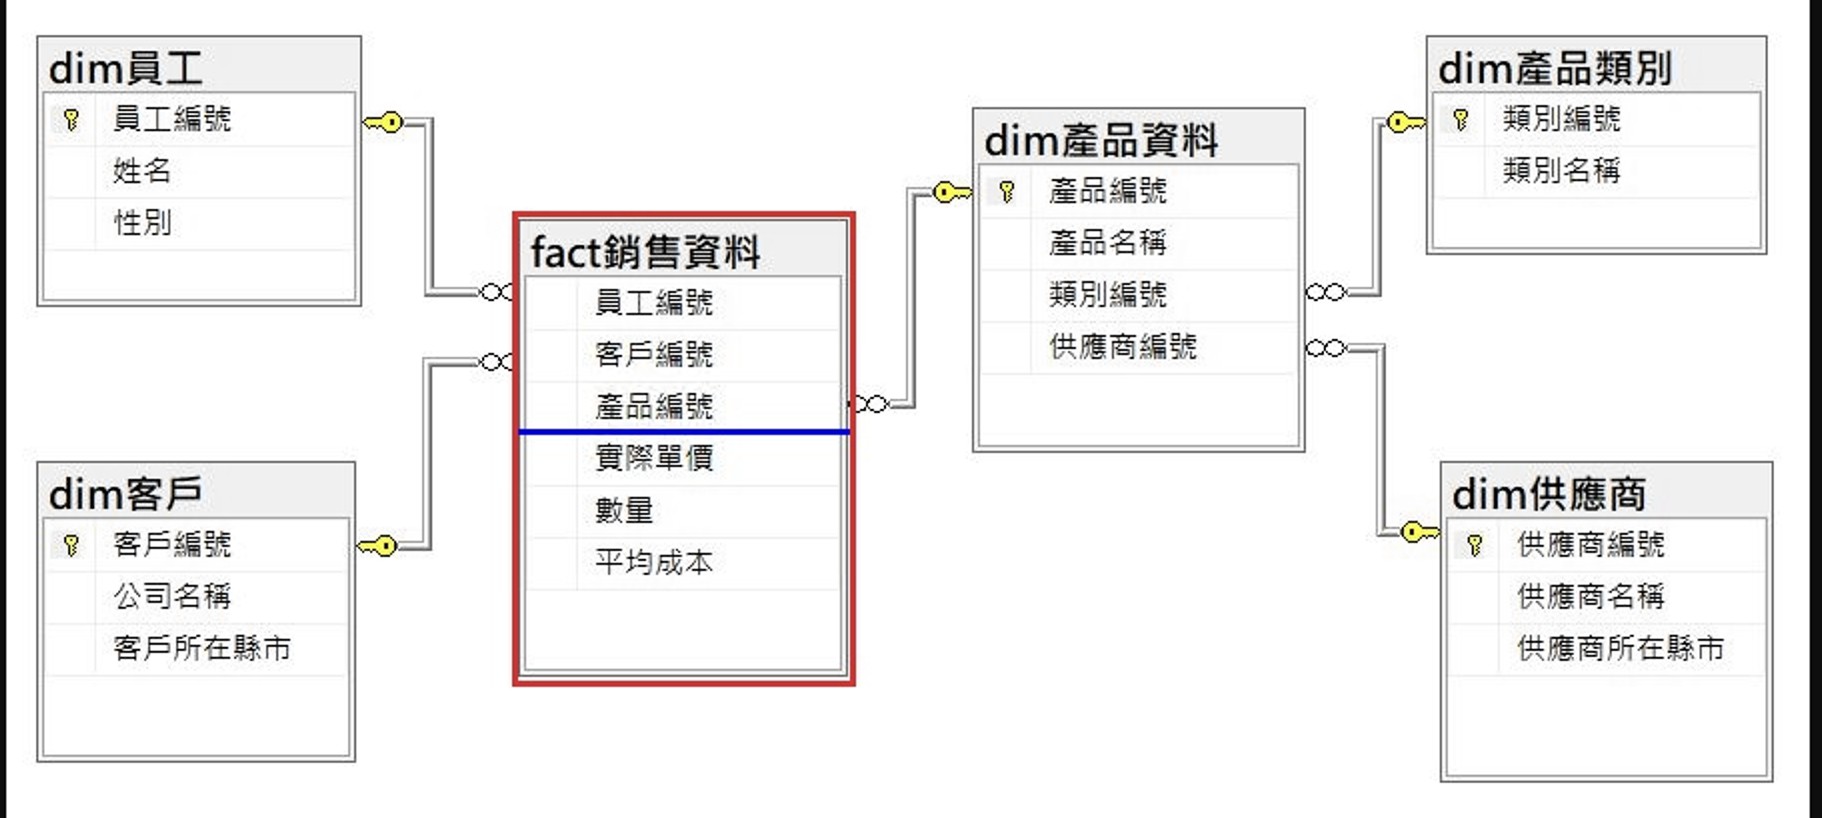 dim員工
員工編號
姓名
性別
dim客戶
客戶編號
公司名稱
客戶所在縣市
fact銷售資料
員工編號
客戶編號
產品編號
實際單價
數量
平均成本
dim產品資料
產品編號
產品名稱
類別編號
供應商編號
dim產品類別
類別編號
類別名稱
dim供應商
供應商編號
供應商名稱
供應商所在縣市